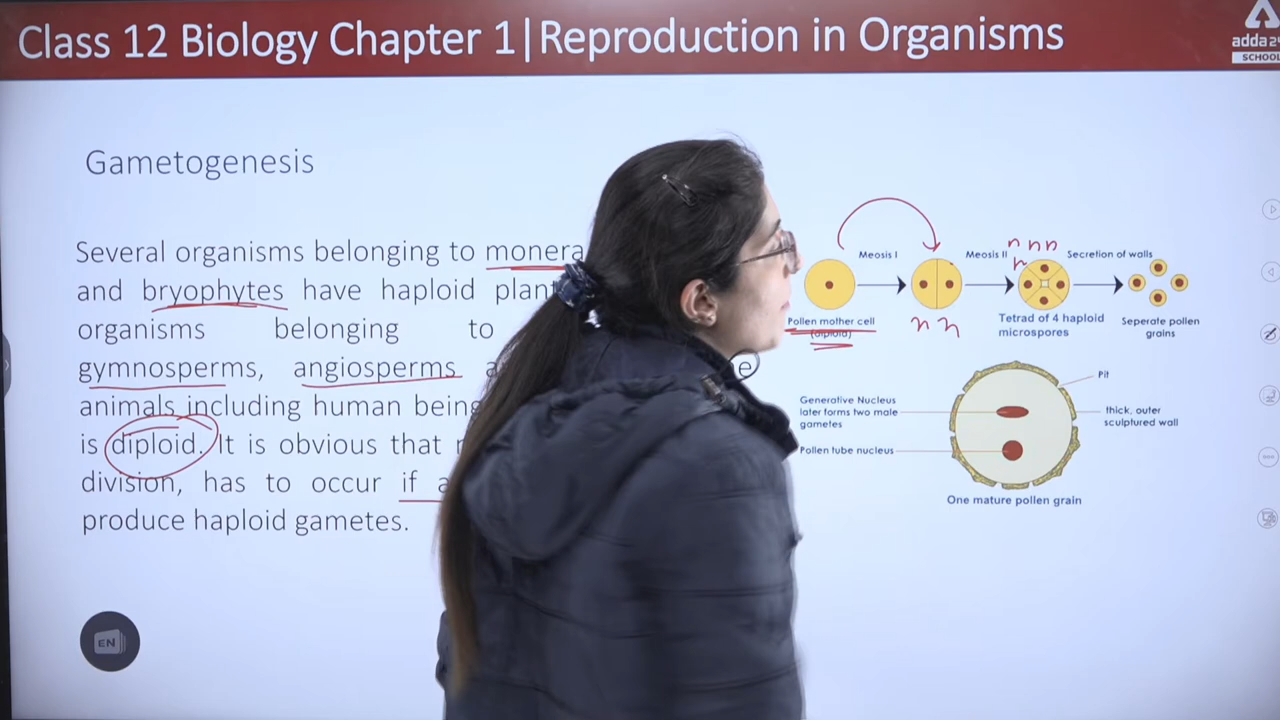 Class 12 Biology Chapter 1|Reproduction in Organisms
adda24
SCHOOL
Gametogenesis
Several organisms belonging to monera
and bryophytes have haploid plant
organisms belonging to
gymnosperms, angiosperms
animals including human being
is diploid. It is obvious that
division, has to occur if a
produce haploid gametes.
EN
Meosis I
Meosis II
n n n
n
Secretion of walls
Pollen mother cell
(diploid)
n n
Tetrad of 4 haploid
microspores
Seperate pollen
grains
Generative Nucleus
later forms two male
gametes
Pollen tube nucleus
Pit
thick, outer
sculptured wall
One mature pollen grain